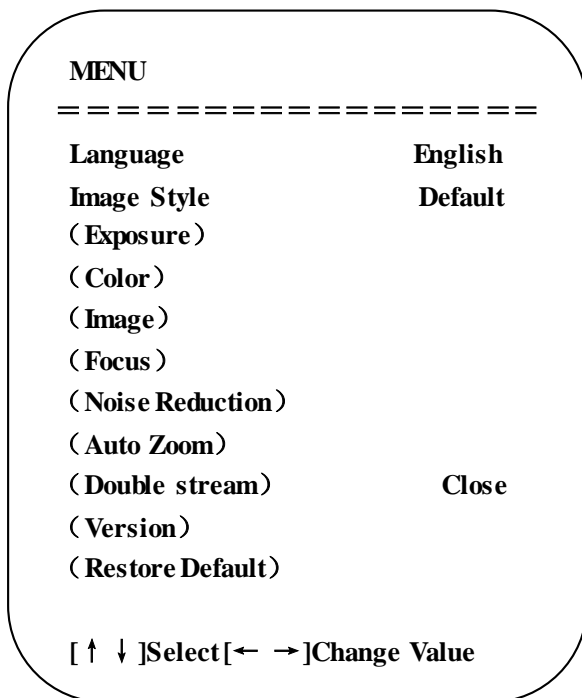 MENU
=================
Language English
Image Style Default
（Exposure）
（Color）
（Image）
（Focus）
（Noise Reduction）
（Auto Zoom）
（Double stream） Close
（Version）
（Restore Default）
[↑ ↓]Select[← →]Change Value